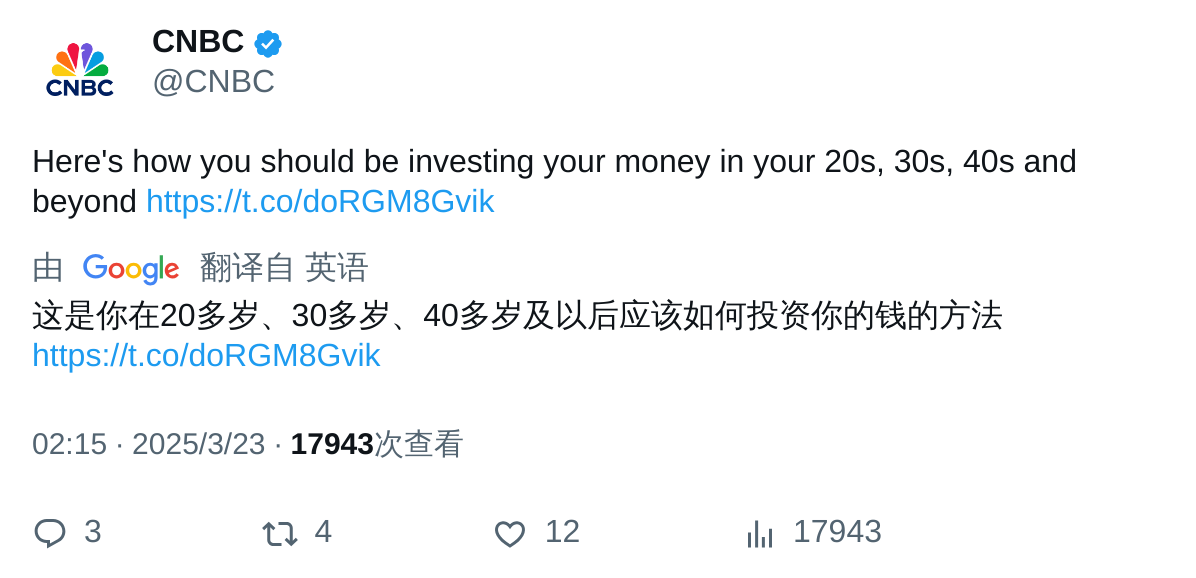 CNBC
CNBC
@CNBC
Here's how you should be investing your money in your 20s, 30s, 40s and
beyond https://t.co/doRGM8Gvik
由 Google 翻译自 英语
这是你在20多岁、30多岁、40多岁及以后应该如何投资你的钱的方法
https://t.co/doRGM8Gvik
02:15 · 2025/3/23 · 17943次查看
3 4 12 17943